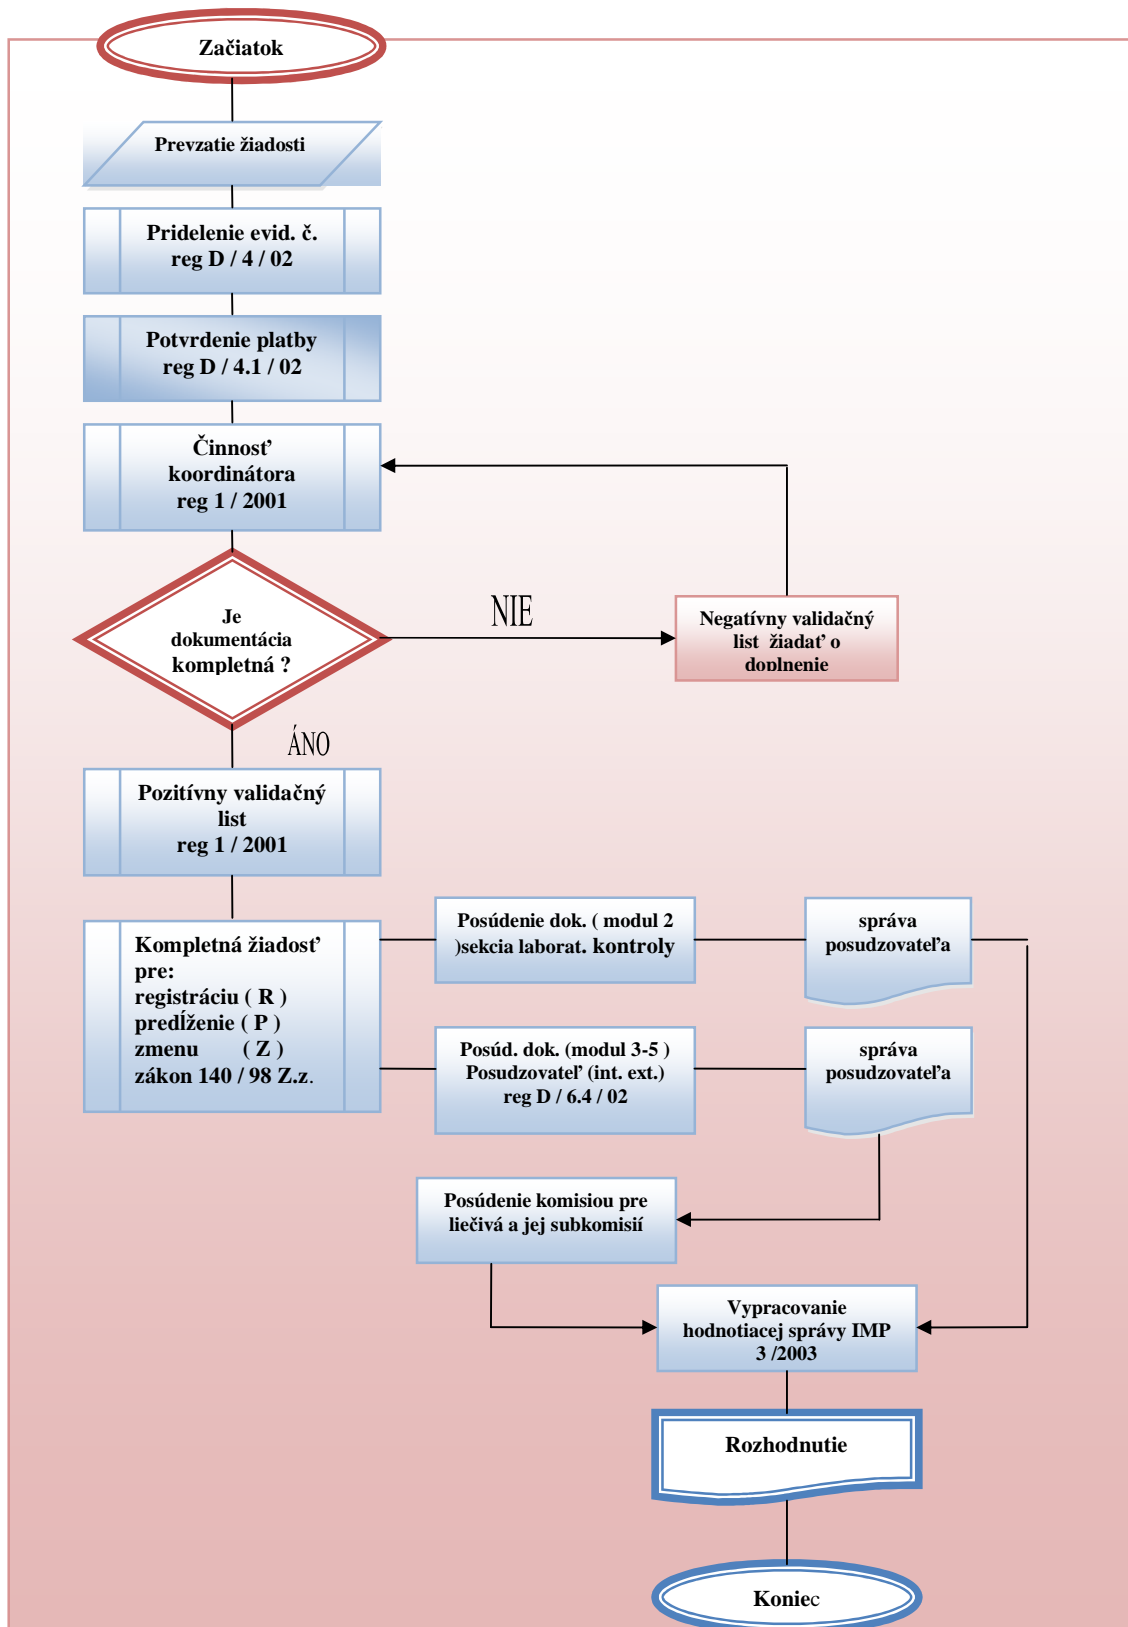 Začiatok
Prevzatie žiadosti
Pridelenie evid. č.
reg D / 4 / 02
Potvrdenie platby
reg D / 4.1 / 02
Činnosť
koordinátora
reg 1 / 2001
Je
dokumentácia
kompletná ?
NIE
Negatívny validačný
list žiadať o
doplnenie
ÁNO
Pozitívny validačný
list
reg 1 / 2001
Kompletná žiadosť
pre:
registráciu ( R )
predĺženie ( P )
zmenu ( Z )
zákon 140 / 98 Z.z.
Posúdenie dok. ( modul 2
)sekcia laborat. kontroly
správa
posudzovateľa
Posúd. dok. (modul 3-5 )
Posudzovateľ (int. ext.)
reg D / 6.4 / 02
správa
posudzovateľa
Posúdenie komisiou pre
liečivá a jej subkomisií
Vypracovanie
hodnotiacej správy IMP
3 /2003
Rozhodnutie
Koniec